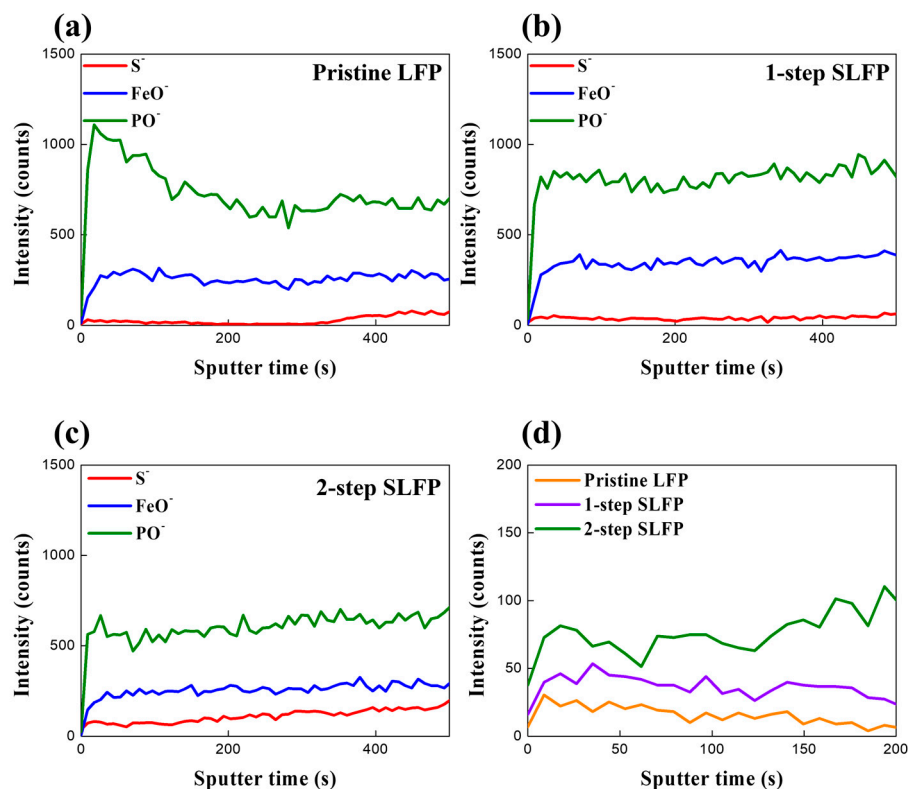 (a)
Pristine LFP
S⁻
FeO⁻
PO⁻
Intensity (counts)
1500
1000
500
0
0 200 400
Sputter time (s)
(b)
1-step SLFP
S⁻
FeO⁻
PO⁻
Intensity (counts)
1500
1000
500
0
0 200 400
Sputter time (s)
(c)
2-step SLFP
S⁻
FeO⁻
PO⁻
Intensity (counts)
1500
1000
500
0
0 200 400
Sputter time (s)
(d)
Pristine LFP
1-step SLFP
2-step SLFP
Intensity (counts)
200
150
100
50
0
0 50 100 150 200
Sputter time (s)